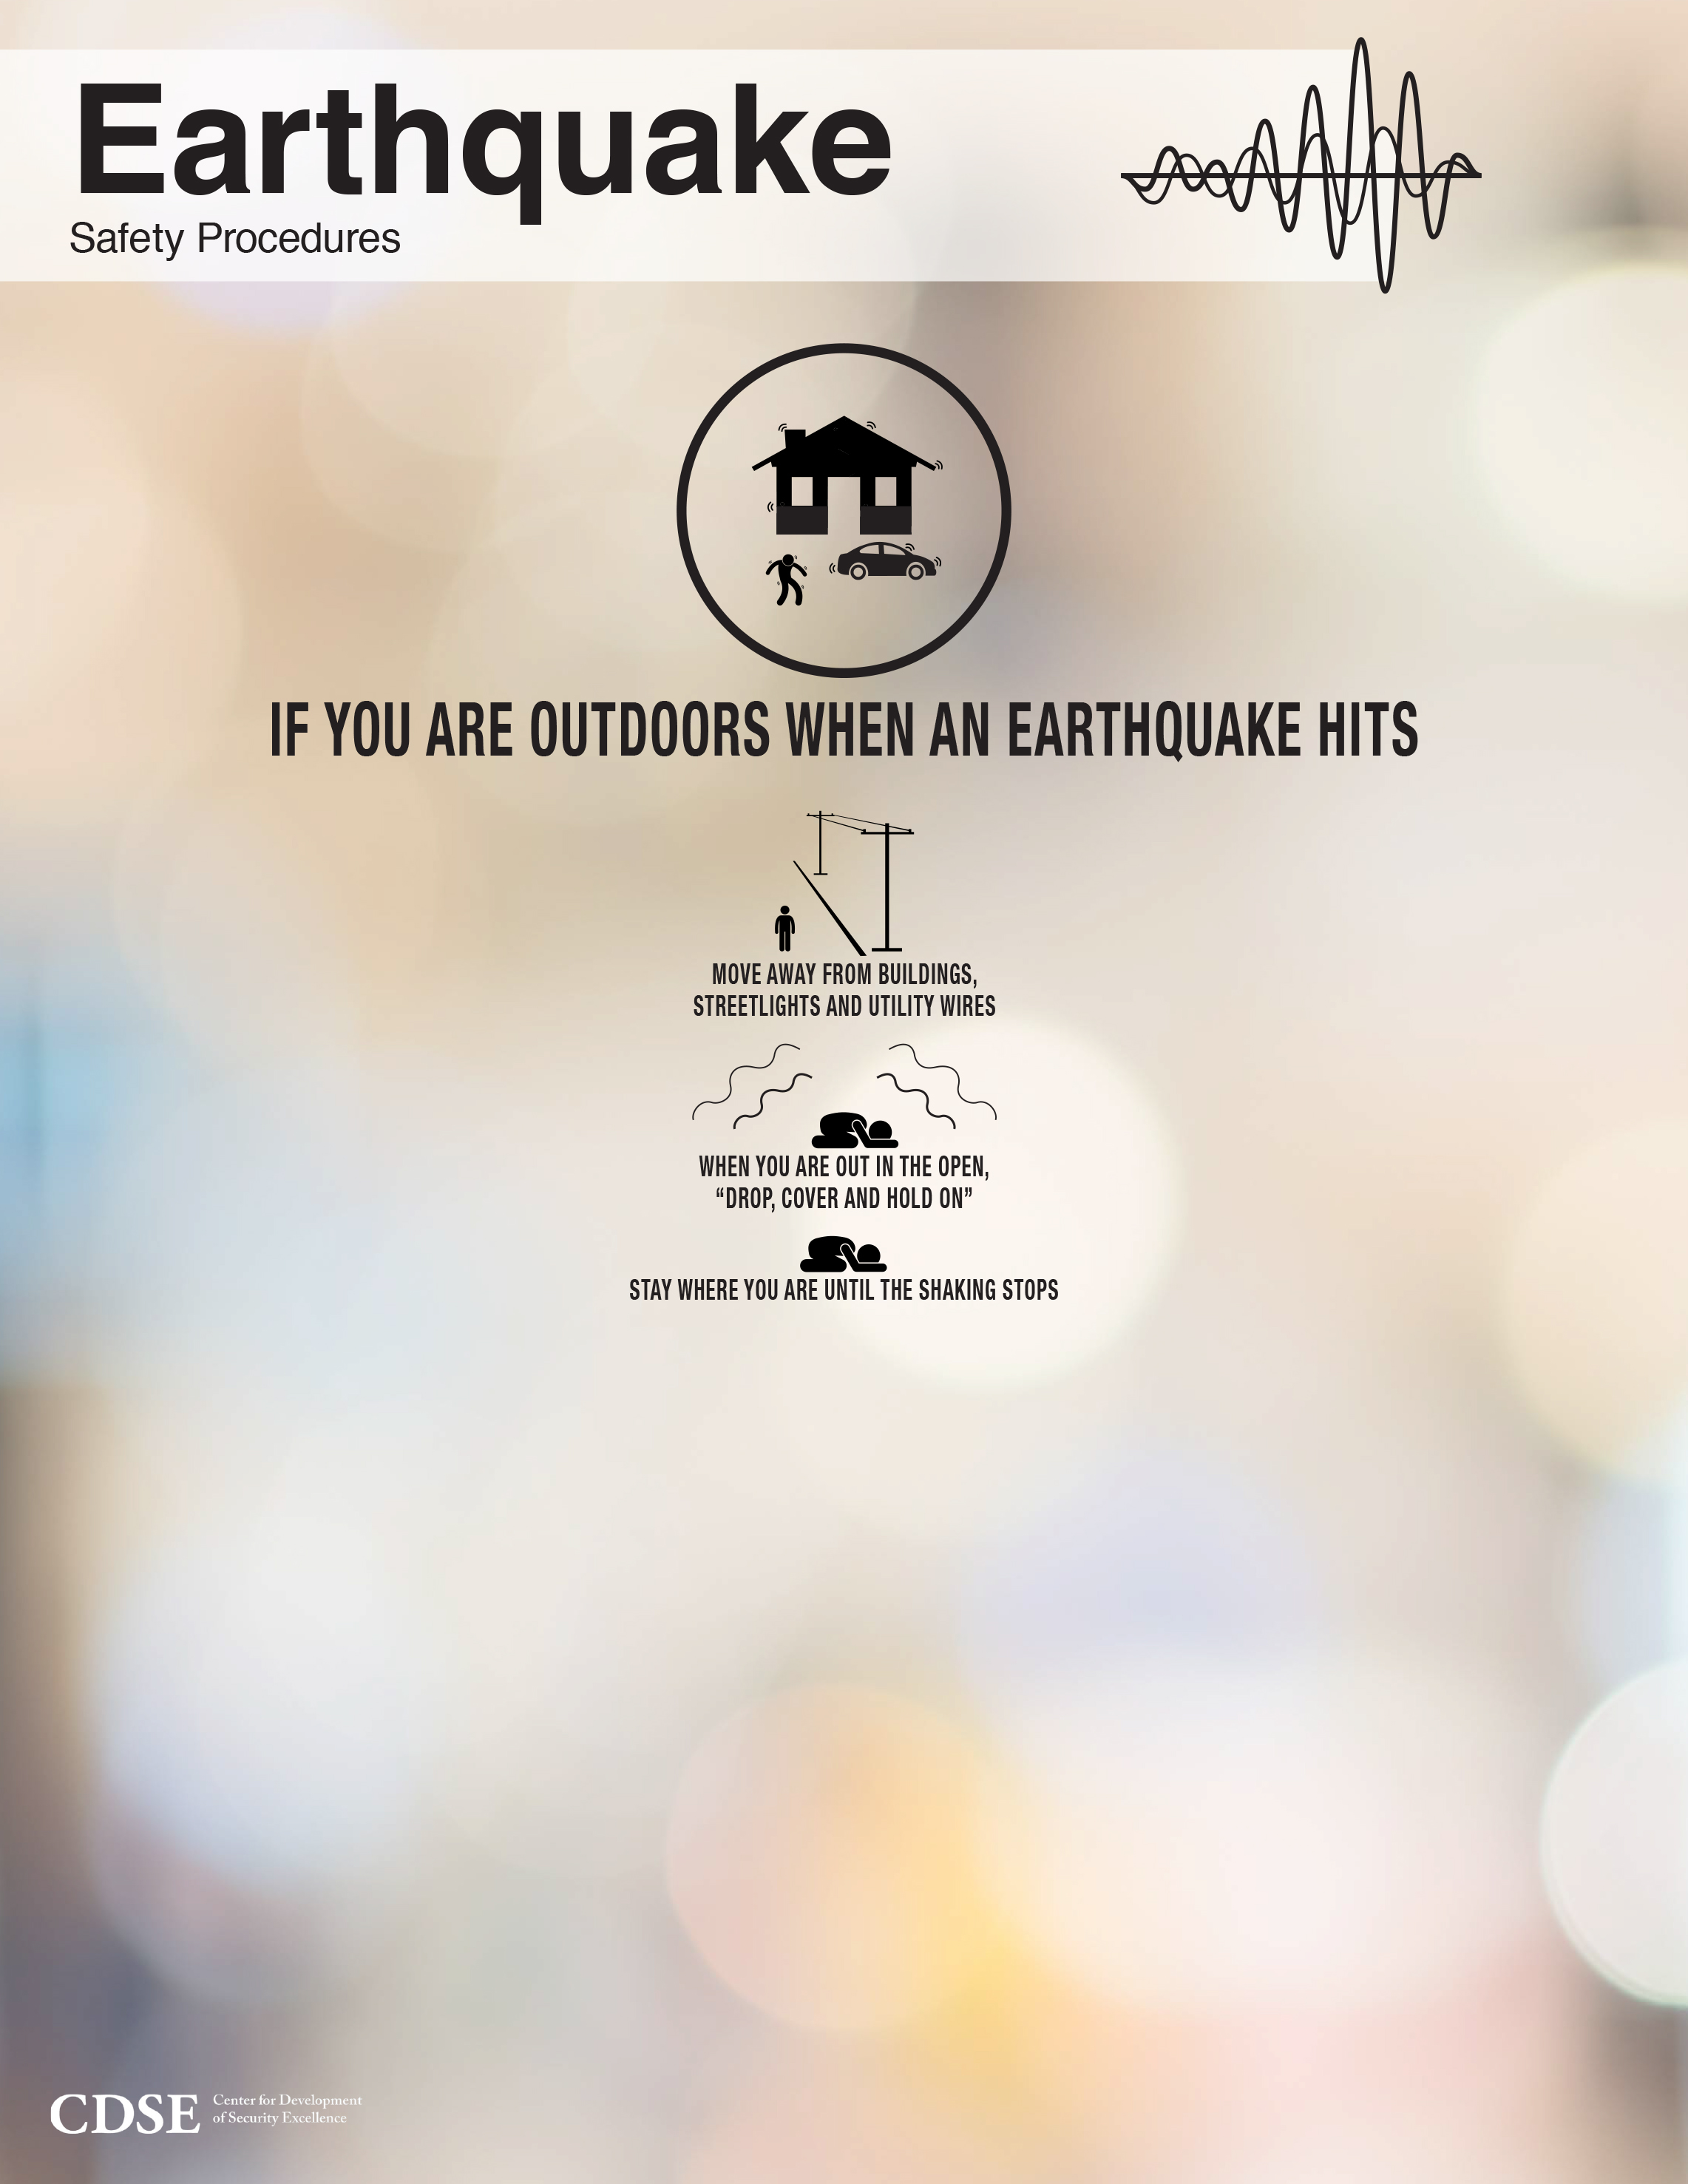 Earthquake
Safety Procedures
IF YOU ARE OUTDOORS WHEN AN EARTHQUAKE HITS
MOVE AWAY FROM BUILDINGS,
STREETLIGHTS AND UTILITY WIRES
WHEN YOU ARE OUT IN THE OPEN,
“DROP, COVER AND HOLD ON”
STAY WHERE YOU ARE UNTIL THE SHAKING STOPS
CDSE
Center for Development
of Security Excellence